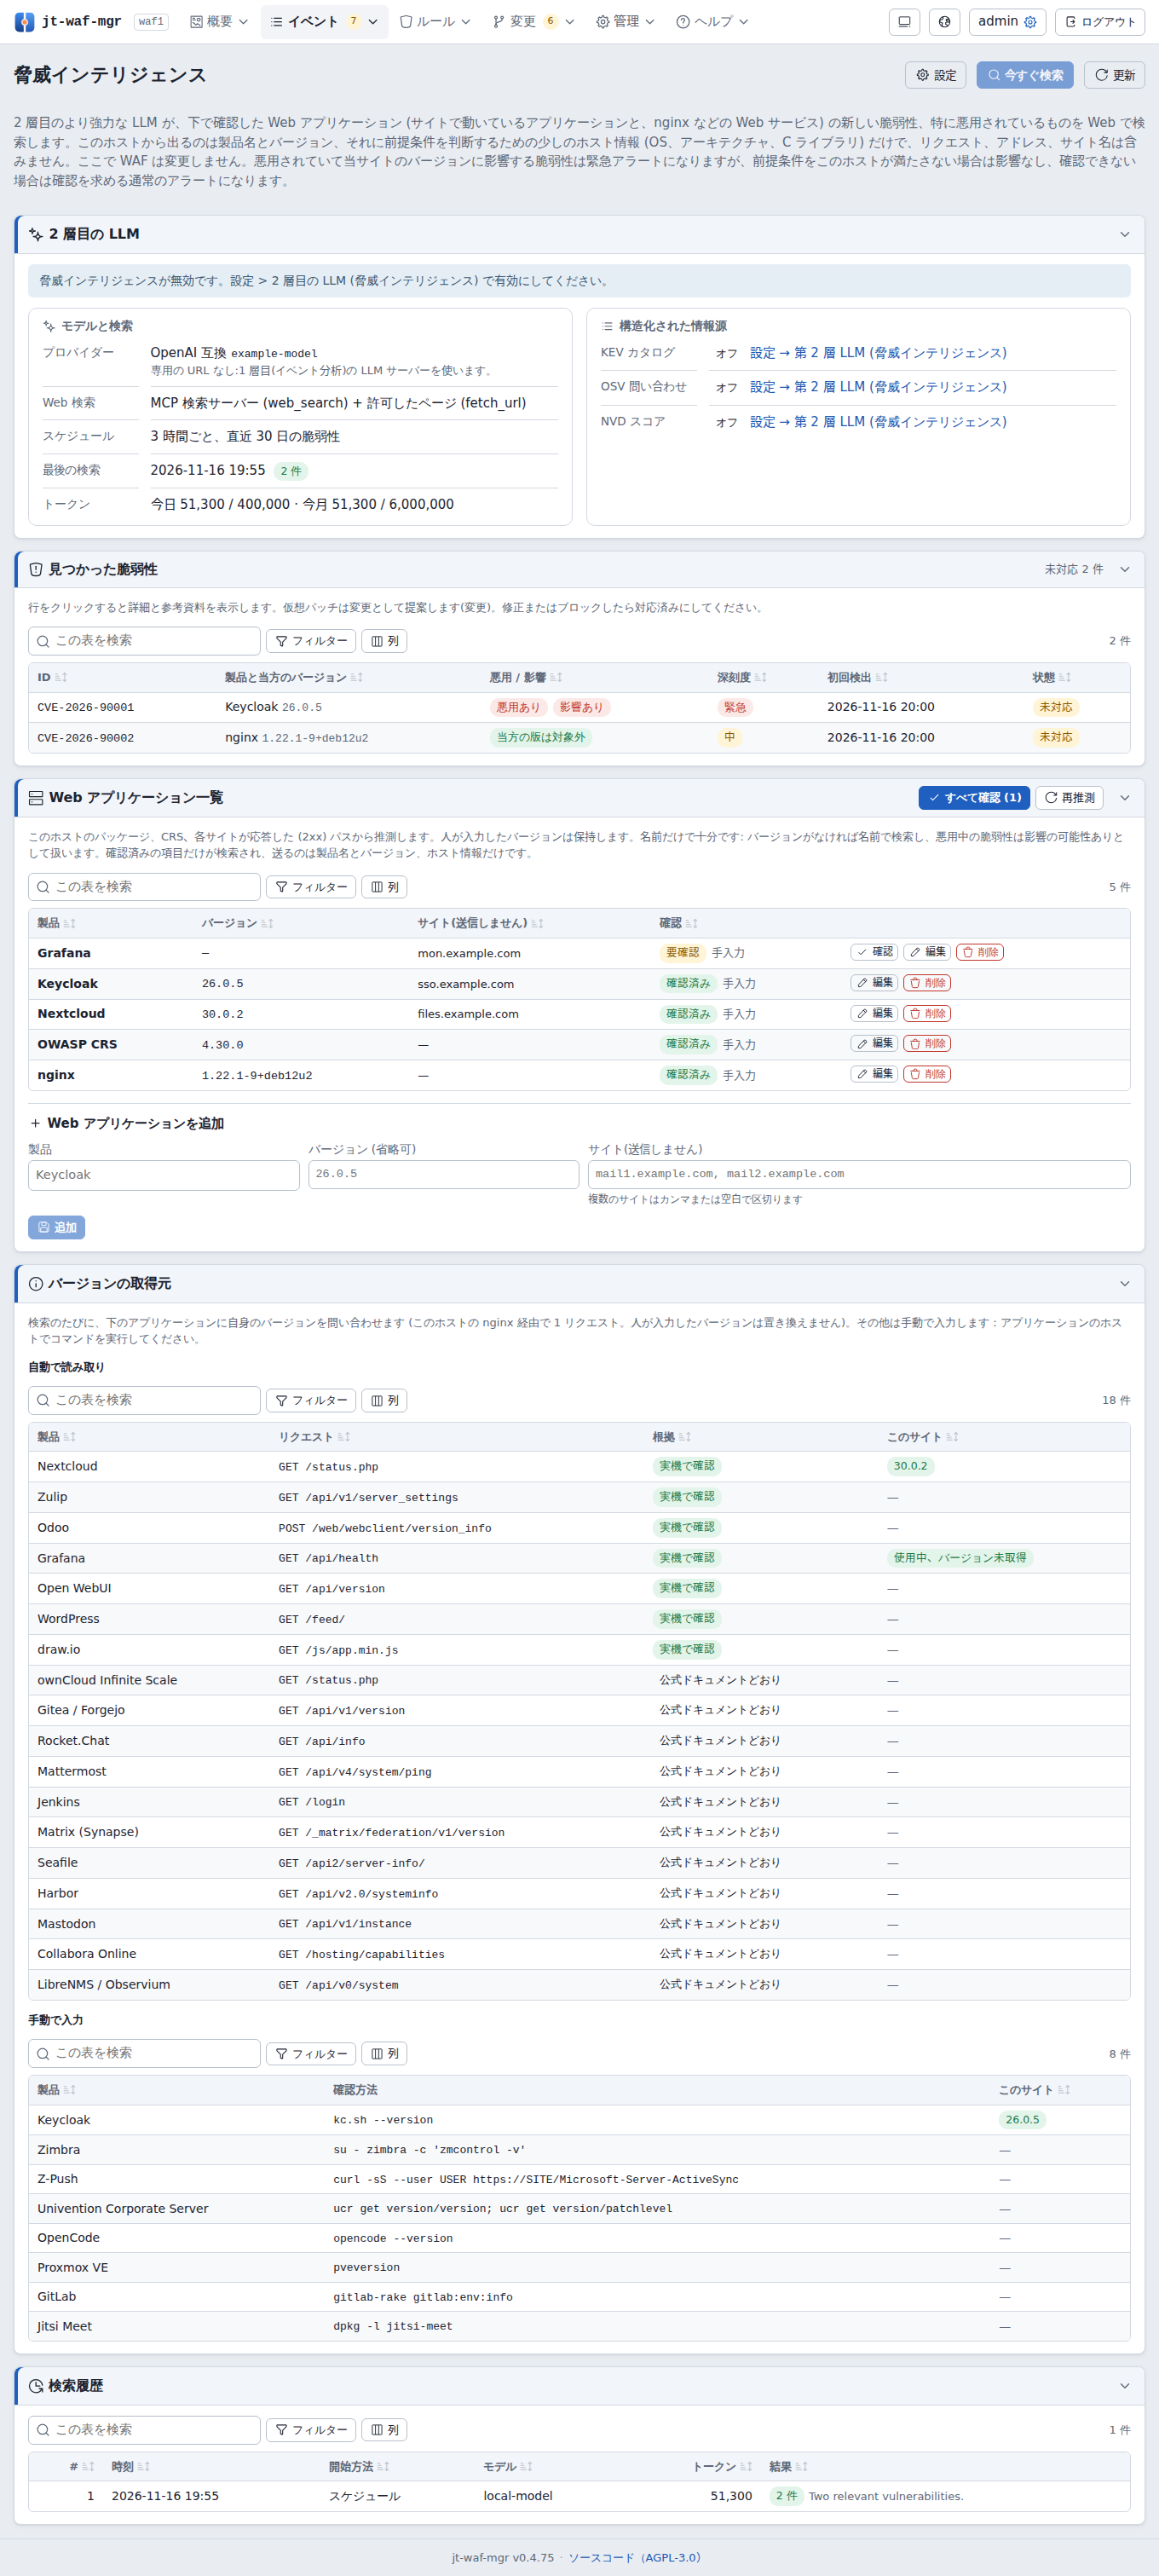 jt-waf-mgr waf1 概要 イベント 7 ルール 変更 6 管理 ヘルプ admin ログアウト
脅威インテリジェンス 設定 今すぐ検索 更新
2 層目のより強力な LLM が、下で確認した Web アプリケーション (サイトで動いているアプリケーションと、nginx などの Web サービス) の新しい脆弱性、特に悪用されているものを Web で検
索します。このホストから出るのは製品名とバージョン、それに前提条件を判断するための少しのホスト情報 (OS、アーキテクチャ、C ライブラリ) だけで、リクエスト、アドレス、サイト名は含
みません。ここで WAF は変更しません。悪用されていて当サイトのバージョンに影響する脆弱性は緊急アラートになりますが、前提条件をこのホストが満たさない場合は影響なし、確認できない
場合は確認を求める通常のアラートになります。
2 層目の LLM
脅威インテリジェンスが無効です。設定 > 2 層目の LLM (脅威インテリジェンス) で有効にしてください。
モデルと検索
プロバイダー OpenAI 互換 example-model
専用の URL なし:1 層目(イベント分析)の LLM サーバーを使います。
Web 検索 MCP 検索サーバー (web_search) + 許可したページ (fetch_url)
スケジュール 3 時間ごと、直近 30 日の脆弱性
最後の検索 2026-11-16 19:55 2 件
トークン 今日 51,300 / 400,000 · 今月 51,300 / 6,000,000
構造化された情報源
KEV カタログ オフ 設定 → 第 2 層 LLM (脅威インテリジェンス)
OSV 問い合わせ オフ 設定 → 第 2 層 LLM (脅威インテリジェンス)
NVD スコア オフ 設定 → 第 2 層 LLM (脅威インテリジェンス)
見つかった脆弱性 未対応 2 件
行をクリックすると詳細と参考資料を表示します。仮想パッチは変更として提案します(変更)。修正またはブロックしたら対応済みにしてください。
この表を検索 フィルター 列 2 件
ID 製品と当方のバージョン 悪用 / 影響 深刻度 初回検出 状態
CVE-2026-90001 Keycloak 26.0.5 悪用あり 影響あり 緊急 2026-11-16 20:00 未対応
CVE-2026-90002 nginx 1.22.1-9+deb12u2 当方の版は対象外 中 2026-11-16 20:00 未対応
Web アプリケーション一覧 すべて確認 (1) 再推測
このホストのパッケージ、CRS、各サイトが応答した (2xx) パスから推測します。人が入力したバージョンは保持します。名前だけで十分です: バージョンがなければ名前で検索し、悪用中の脆弱性は影響の可能性ありと
して扱います。確認済みの項目だけが検索され、送るのは製品名とバージョン、ホスト情報だけです。
この表を検索 フィルター 列 5 件
製品 バージョン サイト(送信しません) 確認
Grafana — mon.example.com 要確認 手入力 確認 編集 削除
Keycloak 26.0.5 sso.example.com 確認済み 手入力 編集 削除
Nextcloud 30.0.2 files.example.com 確認済み 手入力 編集 削除
OWASP CRS 4.30.0 — 確認済み 手入力 編集 削除
nginx 1.22.1-9+deb12u2 — 確認済み 手入力 編集 削除
Web アプリケーションを追加
製品 バージョン (省略可) サイト(送信しません)
Keycloak 26.0.5 mail1.example.com, mail2.example.com
複数のサイトはカンマまたは空白で区切ります
追加
バージョンの取得元
検索のたびに、下のアプリケーションに自身のバージョンを問い合わせます (このホストの nginx 経由で 1 リクエスト。人が入力したバージョンは置き換えません)。その他は手動で入力します：アプリケーションのホス
トでコマンドを実行してください。
自動で読み取り
この表を検索 フィルター 列 18 件
製品 リクエスト 根拠 このサイト
Nextcloud GET /status.php 実機で確認 30.0.2
Zulip GET /api/v1/server_settings 実機で確認 —
Odoo POST /web/webclient/version_info 実機で確認 —
Grafana GET /api/health 実機で確認 使用中、バージョン未取得
Open WebUI GET /api/version 実機で確認 —
WordPress GET /feed/ 実機で確認 —
draw.io GET /js/app.min.js 実機で確認 —
ownCloud Infinite Scale GET /status.php 公式ドキュメントどおり —
Gitea / Forgejo GET /api/v1/version 公式ドキュメントどおり —
Rocket.Chat GET /api/info 公式ドキュメントどおり —
Mattermost GET /api/v4/system/ping 公式ドキュメントどおり —
Jenkins GET /login 公式ドキュメントどおり —
Matrix (Synapse) GET /_matrix/federation/v1/version 公式ドキュメントどおり —
Seafile GET /api2/server-info/ 公式ドキュメントどおり —
Harbor GET /api/v2.0/systeminfo 公式ドキュメントどおり —
Mastodon GET /api/v1/instance 公式ドキュメントどおり —
Collabora Online GET /hosting/capabilities 公式ドキュメントどおり —
LibreNMS / Observium GET /api/v0/system 公式ドキュメントどおり —
手動で入力
この表を検索 フィルター 列 8 件
製品 確認方法 このサイト
Keycloak kc.sh --version 26.0.5
Zimbra su - zimbra -c 'zmcontrol -v' —
Z-Push curl -sS --user USER https://SITE/Microsoft-Server-ActiveSync —
Univention Corporate Server ucr get version/version; ucr get version/patchlevel —
OpenCode opencode --version —
Proxmox VE pveversion —
GitLab gitlab-rake gitlab:env:info —
Jitsi Meet dpkg -l jitsi-meet —
検索履歴
この表を検索 フィルター 列 1 件
# 時刻 開始方法 モデル トークン 結果
1 2026-11-16 19:55 スケジュール local-model 51,300 2 件 Two relevant vulnerabilities.
jt-waf-mgr v0.4.75 · ソースコード（AGPL-3.0）